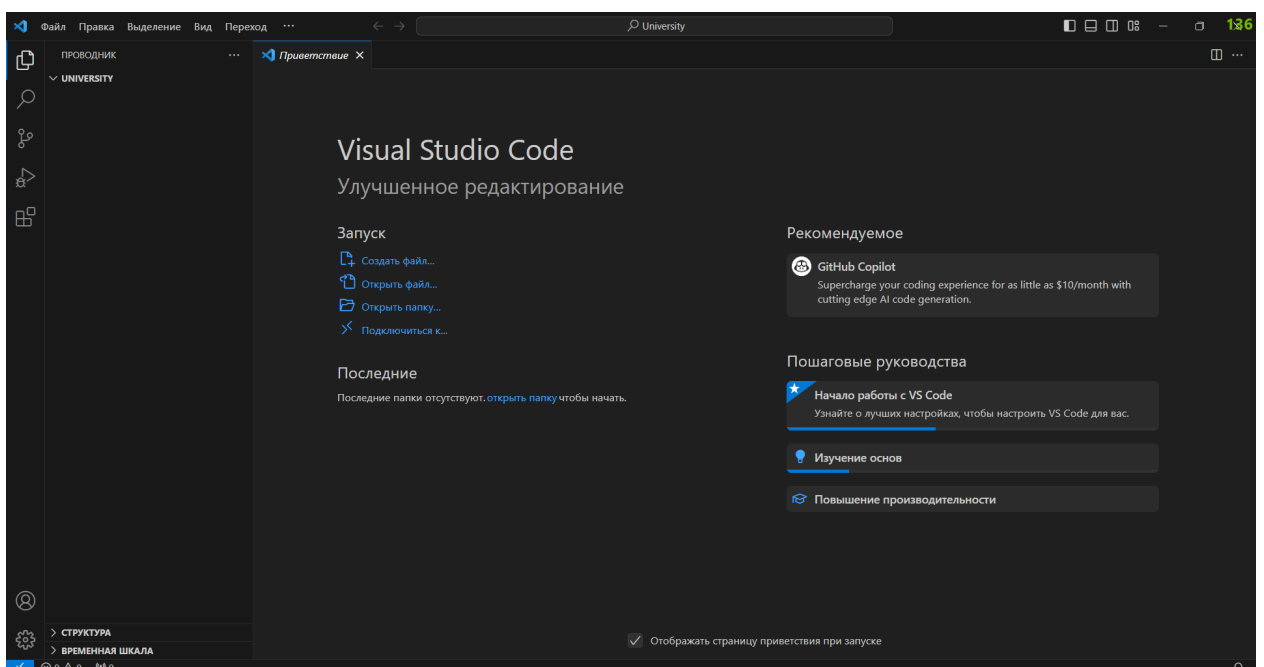 Файл Правка Выделение Вид Переход ···
University
136
ПРОВОДНИК ···
Приветствие
UNIVERSITY
Visual Studio Code
Улучшенное редактирование
Запуск
Создать файл...
Открыть файл...
Открыть папку...
Подключиться к...
Последние
Последние папки отсутствуют. открыть папку чтобы начать.
Рекомендуемое
GitHub Copilot
Supercharge your coding experience for as little as $10/month with
cutting edge AI code generation.
Пошаговые руководства
Начало работы с VS Code
Узнайте о лучших настройках, чтобы настроить VS Code для вас.
Изучение основ
Повышение производительности
СТРУКТУРА
ВРЕМЕННАЯ ШКАЛА
Отображать страницу приветствия при запуске